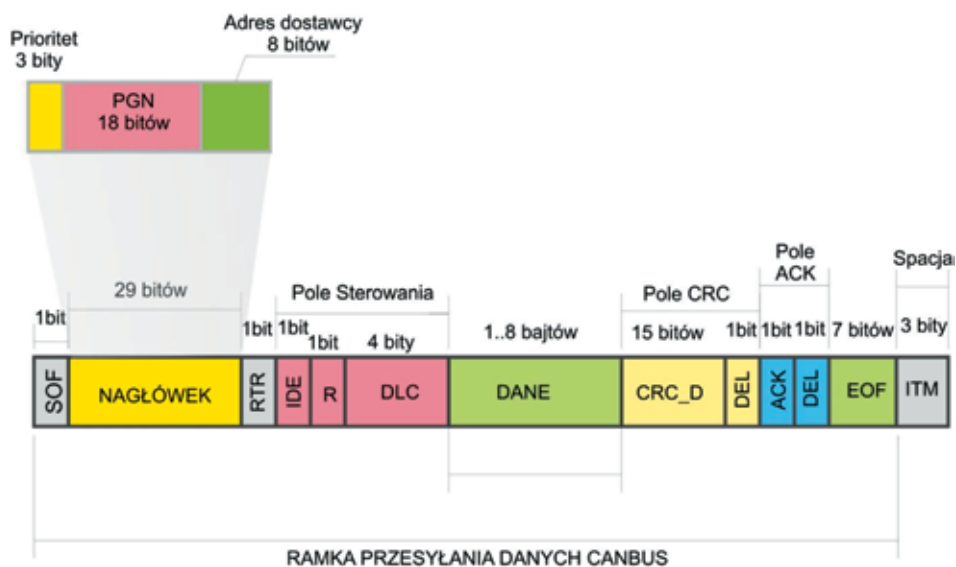 Prioritet
3 bity
Adres dostawcy
8 bitów
PGN
18 bitów
29 bitów
Pole Sterowania
Pole CRC
Pole
ACK
Spacja
1bit
1bit
1bit
1bit
4 bity
1..8 bajtów
15 bitów
1bit
1bit
1bit
7 bitów
3 bity
SOF
NAGŁÓWEK
RTR
IDE
R
DLC
DANE
CRC_D
DEL
ACK
DEL
EOF
ITM
RAMKA PRZESYŁANIA DANYCH CANBUS